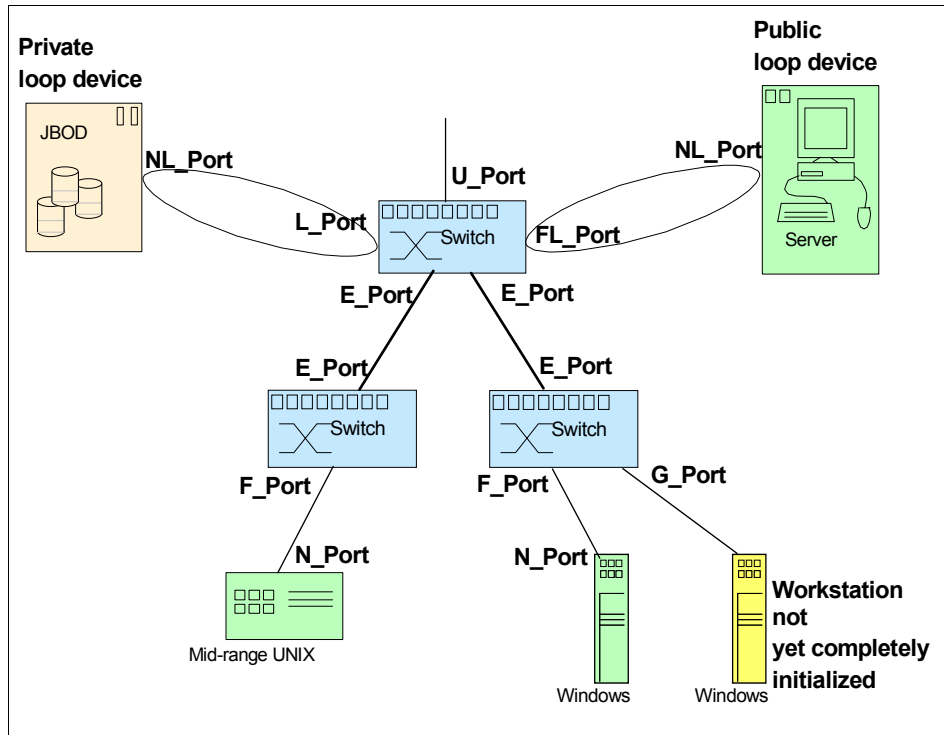 Private
loop device
Public
loop device
JBOD
NL_Port
NL_Port
U_Port
L_Port
Switch
FL_Port
Server
E_Port
E_Port
E_Port
E_Port
Switch
Switch
F_Port
F_Port
G_Port
N_Port
N_Port
Mid-range UNIX
Workstation
not
yet completely
initialized
Windows
Windows